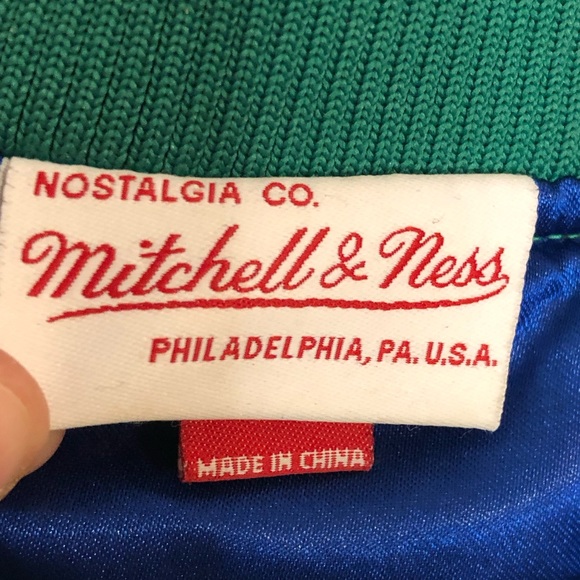 NOSTALGIA CO.
Mitchell & Ness
PHILADELPHIA, PA. U.S.A.
MADE IN CHINA